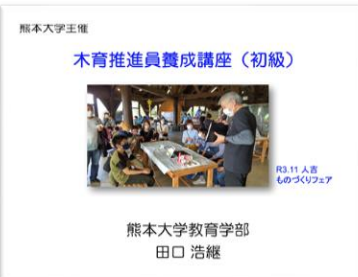 熊本大学主催
木育推進員養成講座（初級）
R3.11 人吉
ものづくりフェア
熊本大学教育学部
田口 浩継